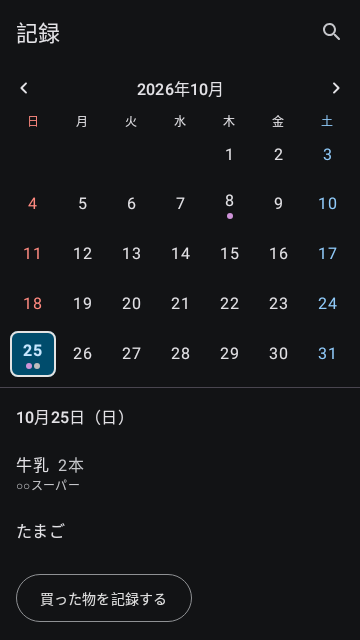 記録
2026年10月
日 月 火 水 木 金 土
1 2 3
4 5 6 7 8 9 10
11 12 13 14 15 16 17
18 19 20 21 22 23 24
25 26 27 28 29 30 31
10月25日（日）
牛乳 2本
○○スーパー
たまご
買った物を記録する